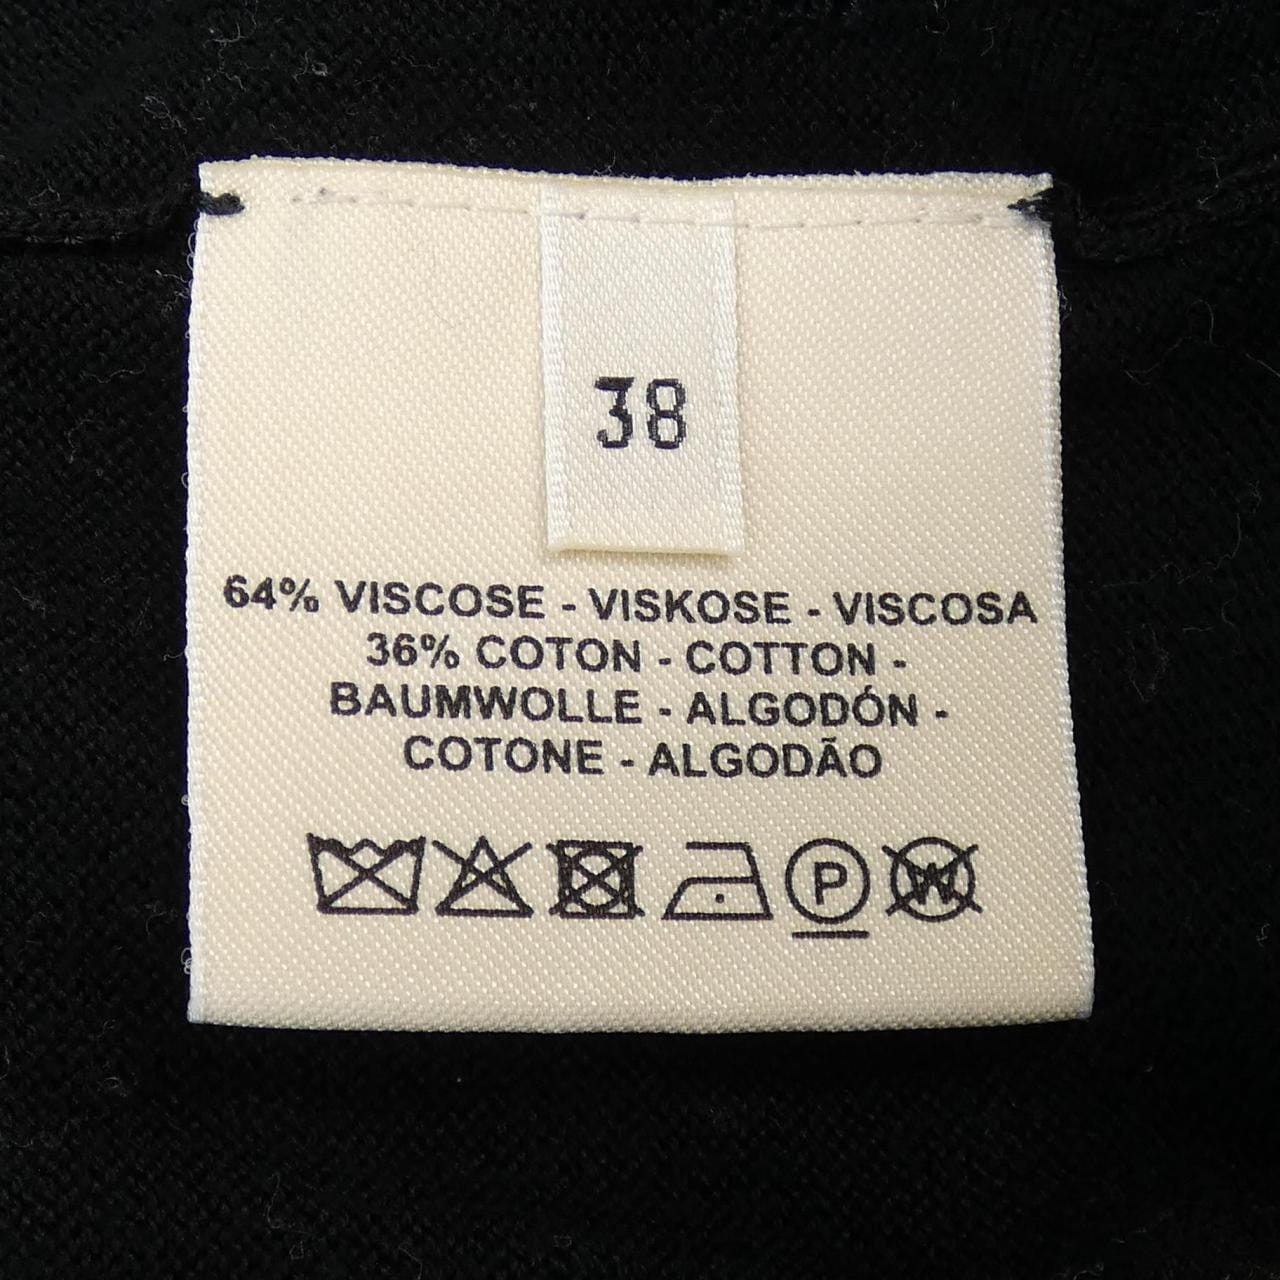 38
64% VISCOSE - VISKOSE - VISCOSA
36% COTON - COTTON -
BAUMWOLLE - ALGODÓN -
COTONE - ALGODÃO
P W